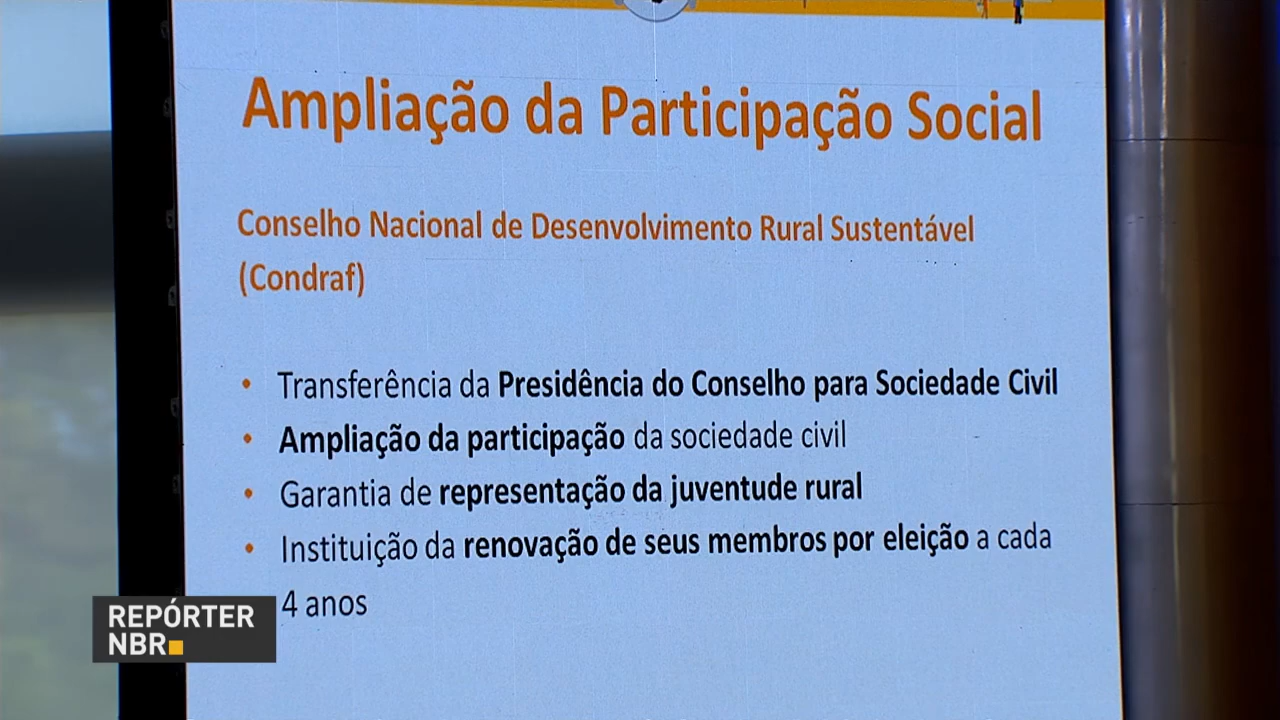 Ampliação da Participação Social
Conselho Nacional de Desenvolvimento Rural Sustentável
(Condraf)
• Transferência da Presidência do Conselho para Sociedade Civil
• Ampliação da participação da sociedade civil
• Garantia de representação da juventude rural
• Instituição da renovação de seus membros por eleição a cada
4 anos
REPÓRTER
NBR